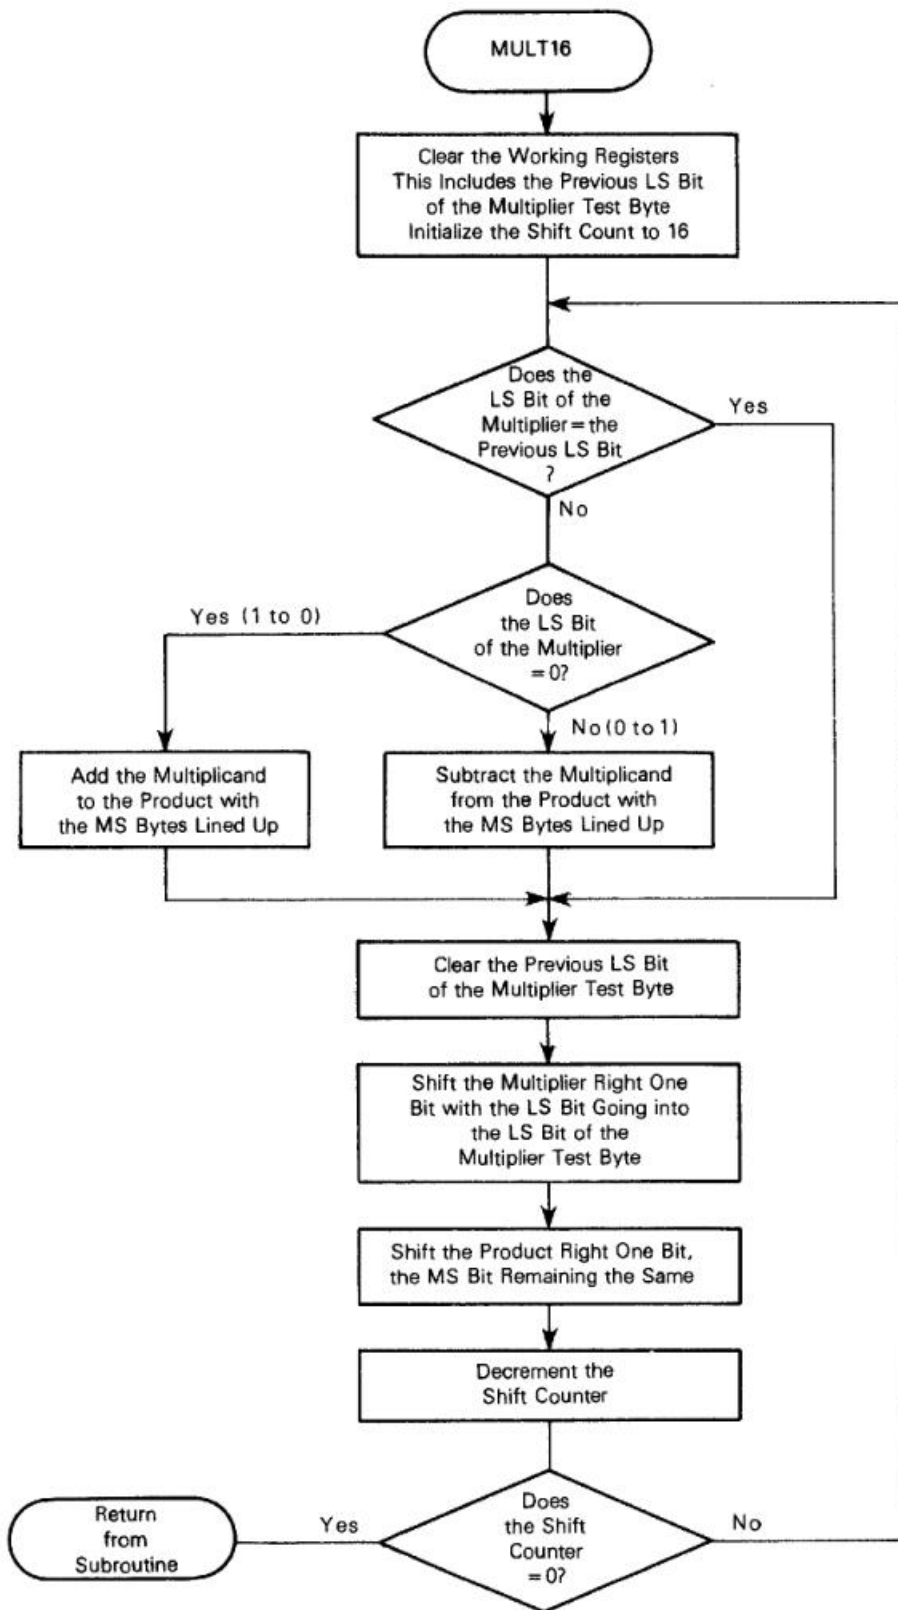 MULT16
Clear the Working Registers
This Includes the Previous LS Bit
of the Multiplier Test Byte
Initialize the Shift Count to 16
Does the
LS Bit of the
Multiplier=the
Previous LS Bit
?
Yes
No
Does
the LS Bit
of the Multiplier
=0?
Yes (1 to 0)
No(0 to 1)
Add the Multiplicand
to the Product with
the MS Bytes Lined Up
Subtract the Multiplicand
from the Product with
the MS Bytes Lined Up
Clear the Previous LS Bit
of the Multiplier Test Byte
Shift the Multiplier Right One
Bit with the LS Bit Going into
the LS Bit of the
Multiplier Test Byte
Shift the Product Right One Bit,
the MS Bit Remaining the Same
Decrement the
Shift Counter
Does
the Shift
Counter
=0?
Yes
No
Return
from
Subroutine